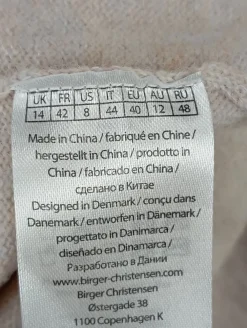 UK FR US IT EU AU RU
14 42 8 44 40 12 48
Made in China / fabriqué en Chine /
hergestellt in China / prodotto in
China / fabricado en China /
сделано в Китае
Designed in Denmark / conçu dans
Danemark / entworfen in Dänemark /
progettato in Danimarca /
diseñado en Dinamarca /
Разработано в Дании
www.birger-christensen.com
Birger Christensen
Østergade 38
1100 Copenhagen K